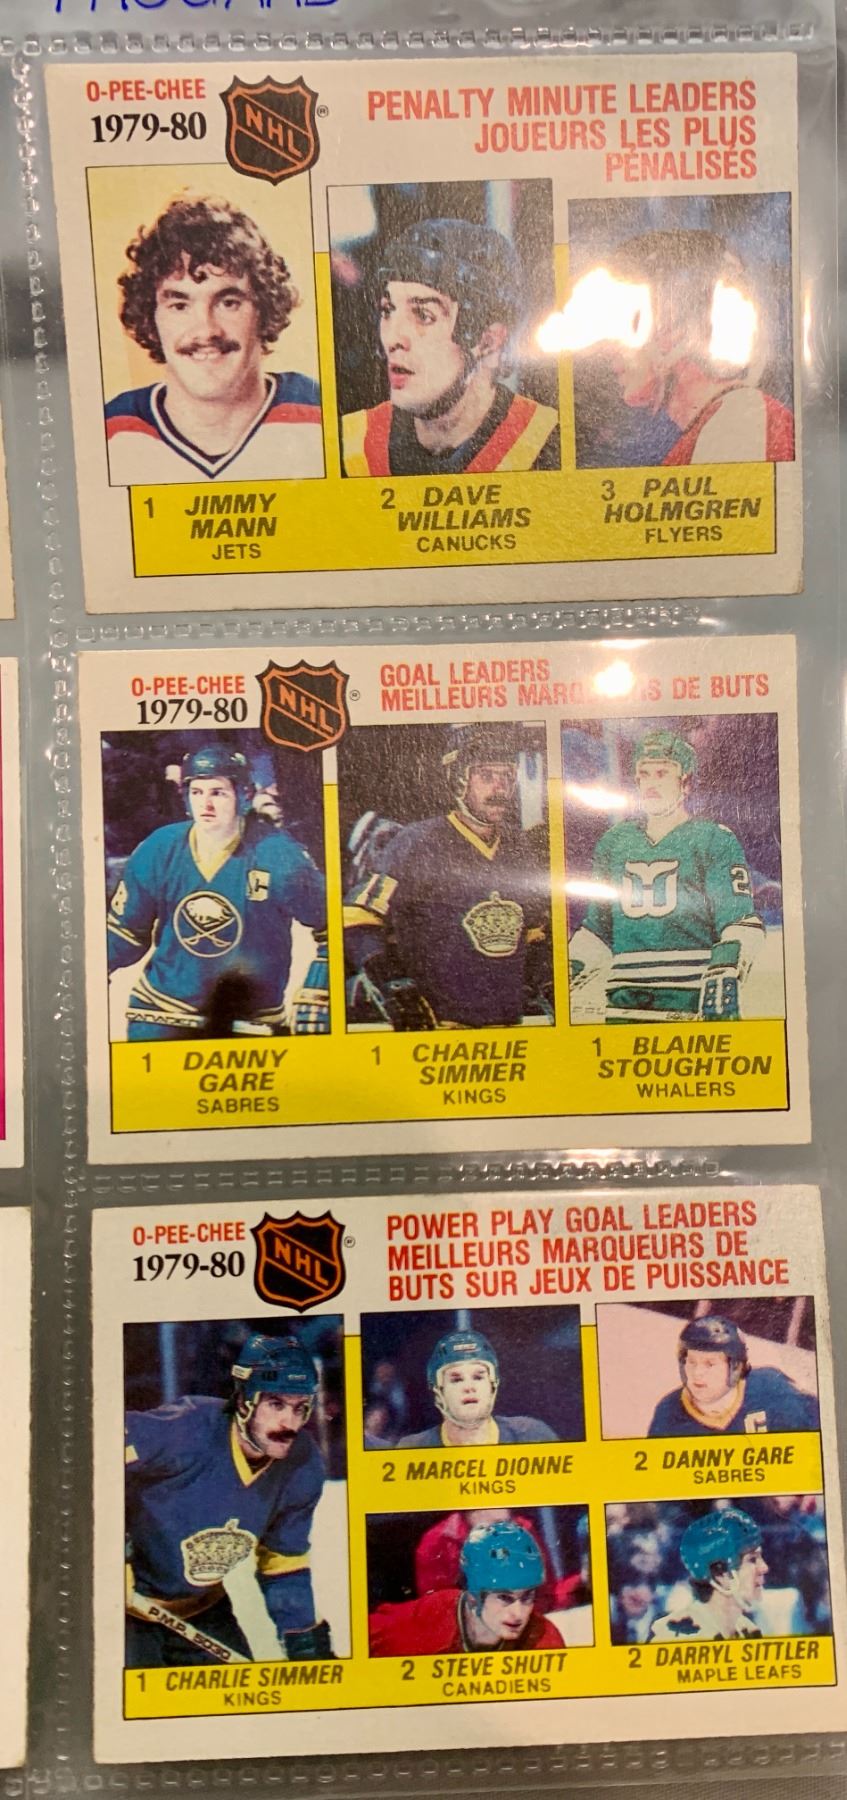 O-PEE-CHEE
1979-80
NHL
PENALTY MINUTE LEADERS
JOUEURS LES PLUS
PÉNALISÉS
1 JIMMY
MANN
JETS
2 DAVE
WILLIAMS
CANUCKS
3 PAUL
HOLMGREN
FLYERS
O-PEE-CHEE
1979-80
NHL
GOAL LEADERS
MEILLEURS DE BUTS
1 DANNY
GARE
SABRES
1 CHARLIE
SIMMER
KINGS
1 BLAINE
STOUGHTON
WHALERS
O-PEE-CHEE
1979-80
NHL
POWER PLAY GOAL LEADERS
MEILLEURS MARQUEURS DE
BUTS SUR JEUX DE PUISSANCE
1 CHARLIE SIMMER
KINGS
2 MARCEL DIONNE
KINGS
2 DANNY GARE
SABRES
2 STEVE SHUTT
CANADIENS
2 DARRYL SITTLER
MAPLE LEAFS